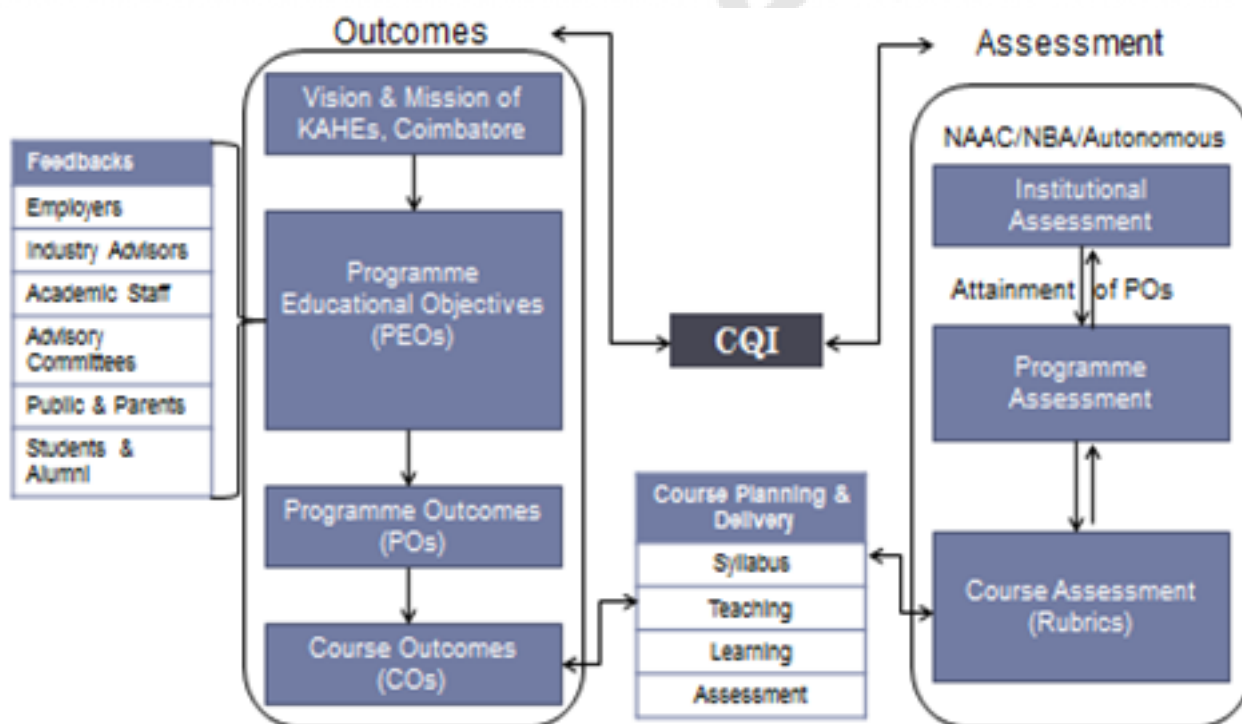 Outcomes
Assessment
Vision & Mission of
KAHEs, Coimbatore
Feedbacks
Employers
Industry Advisors
Academic Staff
Advisory
Committees
Public & Parents
Students &
Alumni
Programme
Educational Objectives
(PEOs)
Programme Outcomes
(POs)
Course Outcomes
(COs)
CQI
Course Planning &
Delivery
Syllabus
Teaching
Learning
Assessment
NAAC/NBA/Autonomous
Institutional
Assessment
Attainment of POs
Programme
Assessment
Course Assessment
(Rubrics)